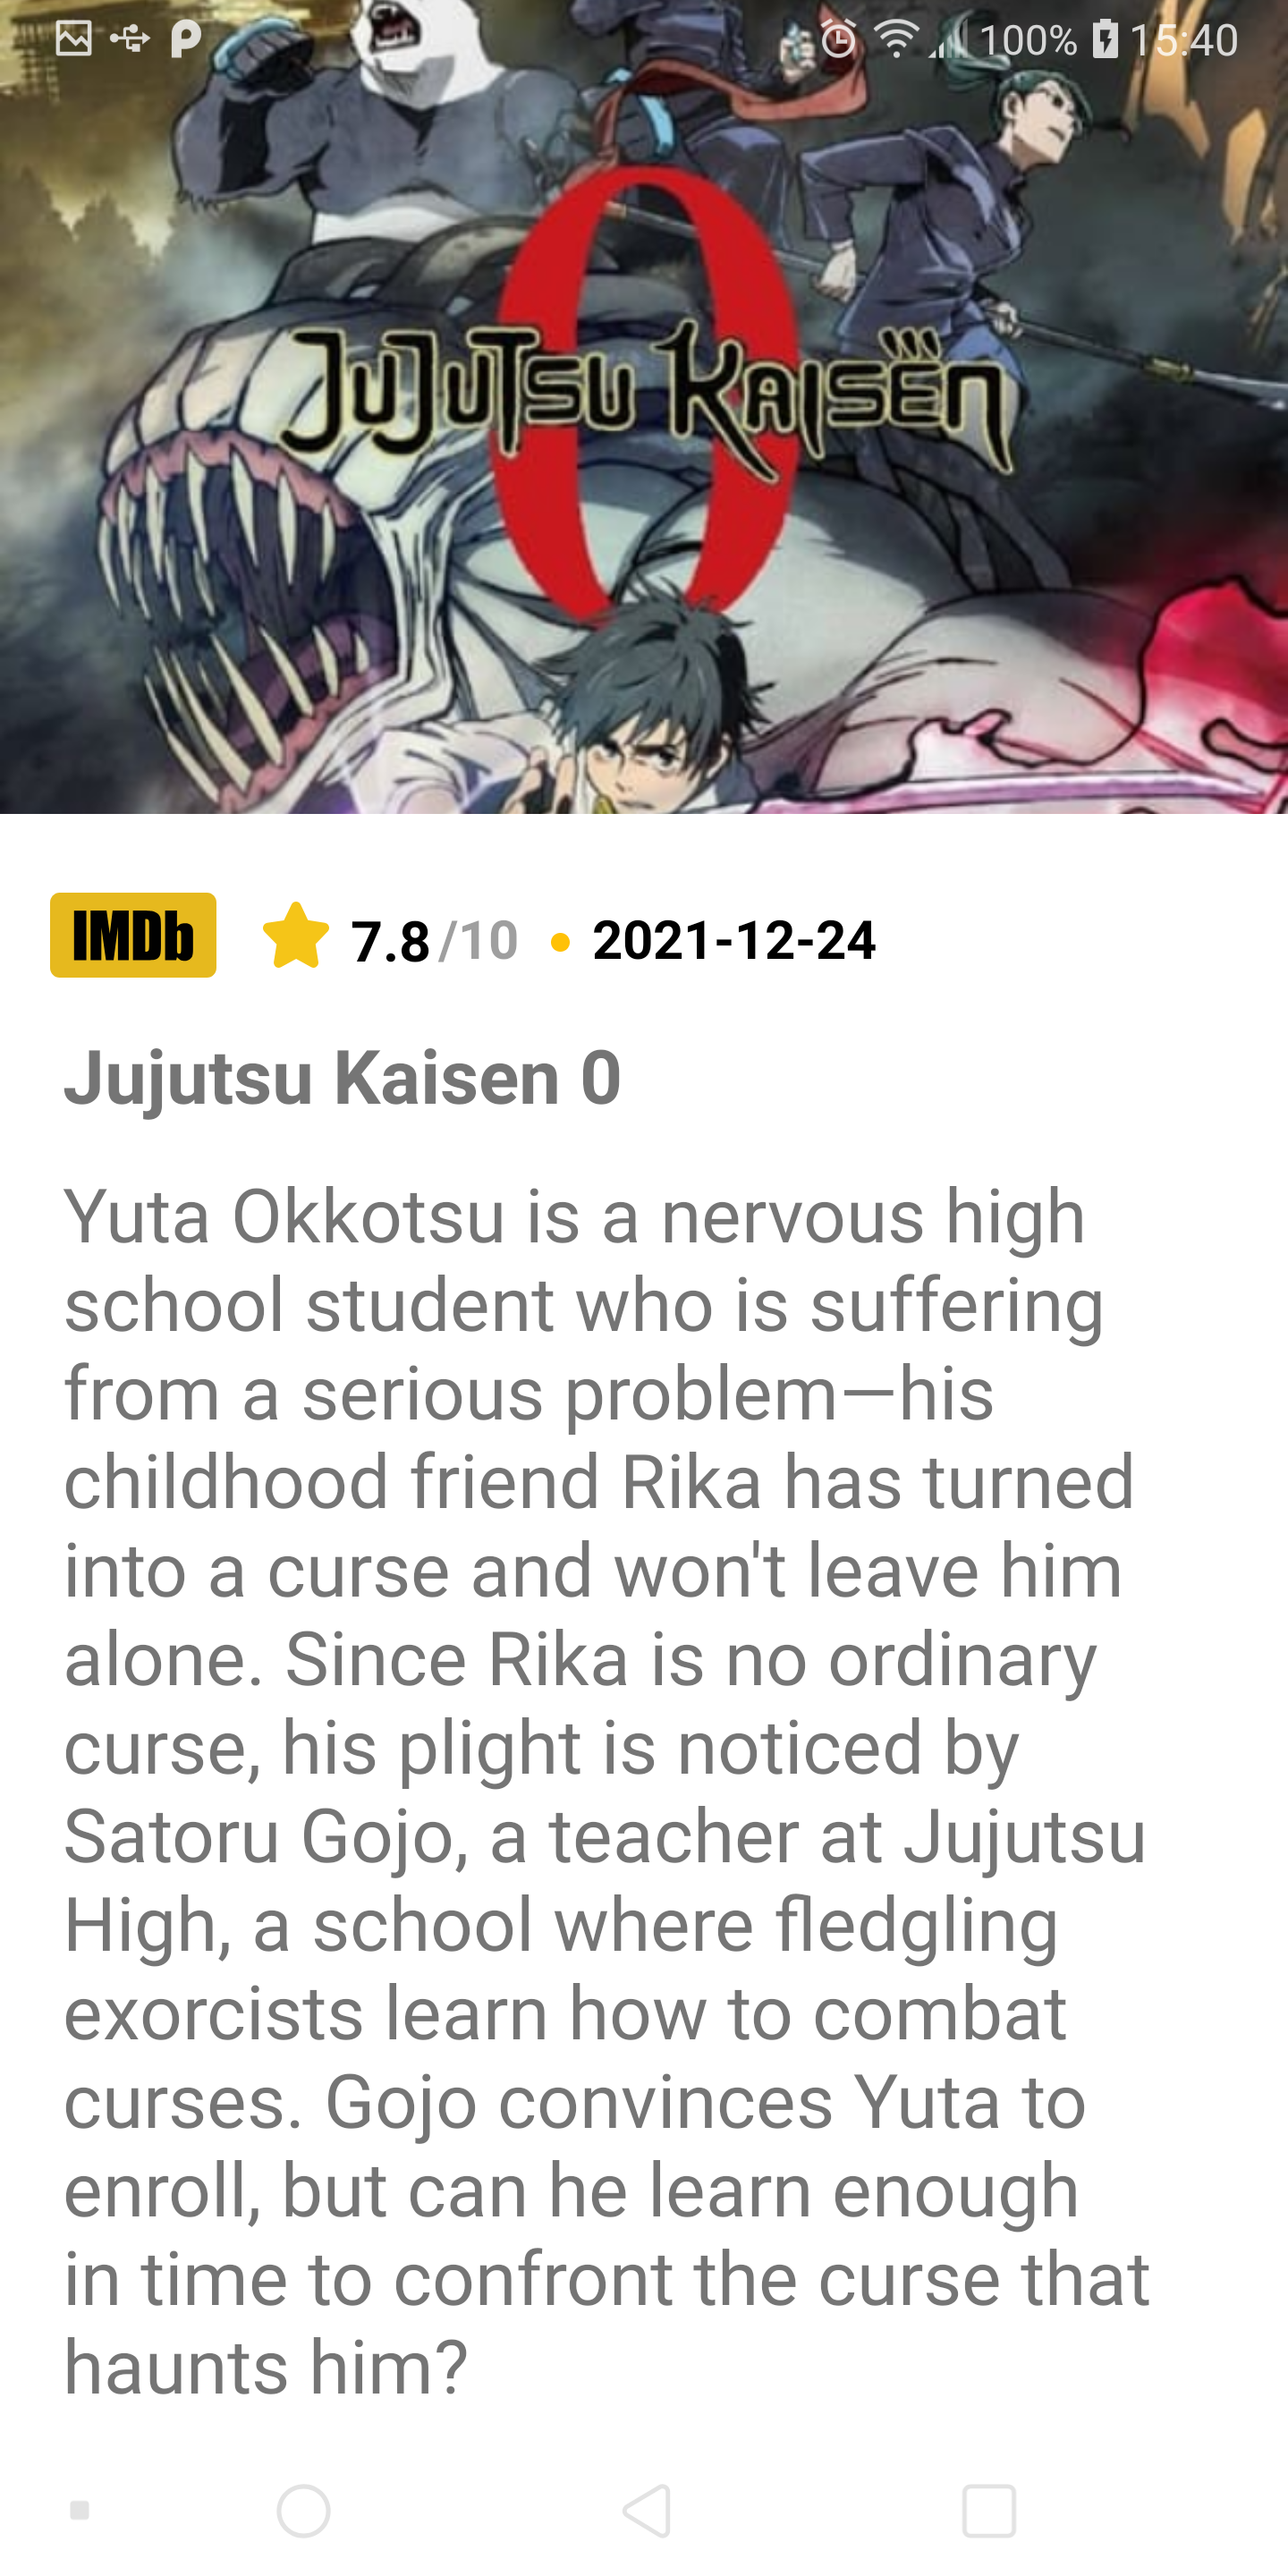 100% 15:40
0
JUJUTSU KAISEN
IMDb 7.8/10 • 2021-12-24
Jujutsu Kaisen 0
Yuta Okkotsu is a nervous high
school student who is suffering
from a serious problem—his
childhood friend Rika has turned
into a curse and won't leave him
alone. Since Rika is no ordinary
curse, his plight is noticed by
Satoru Gojo, a teacher at Jujutsu
High, a school where fledgling
exorcists learn how to combat
curses. Gojo convinces Yuta to
enroll, but can he learn enough
in time to confront the curse that
haunts him?